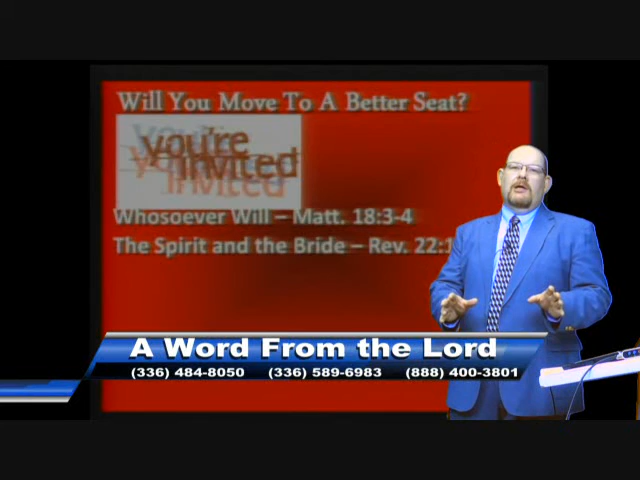 Will You Move To A Better Seat?
you're
invited
Whosoever Will – Matt. 18:3-4
The Spirit and the Bride – Rev. 22:1
A Word From the Lord
(336) 484-8050 (336) 589-6983 (888) 400-3801